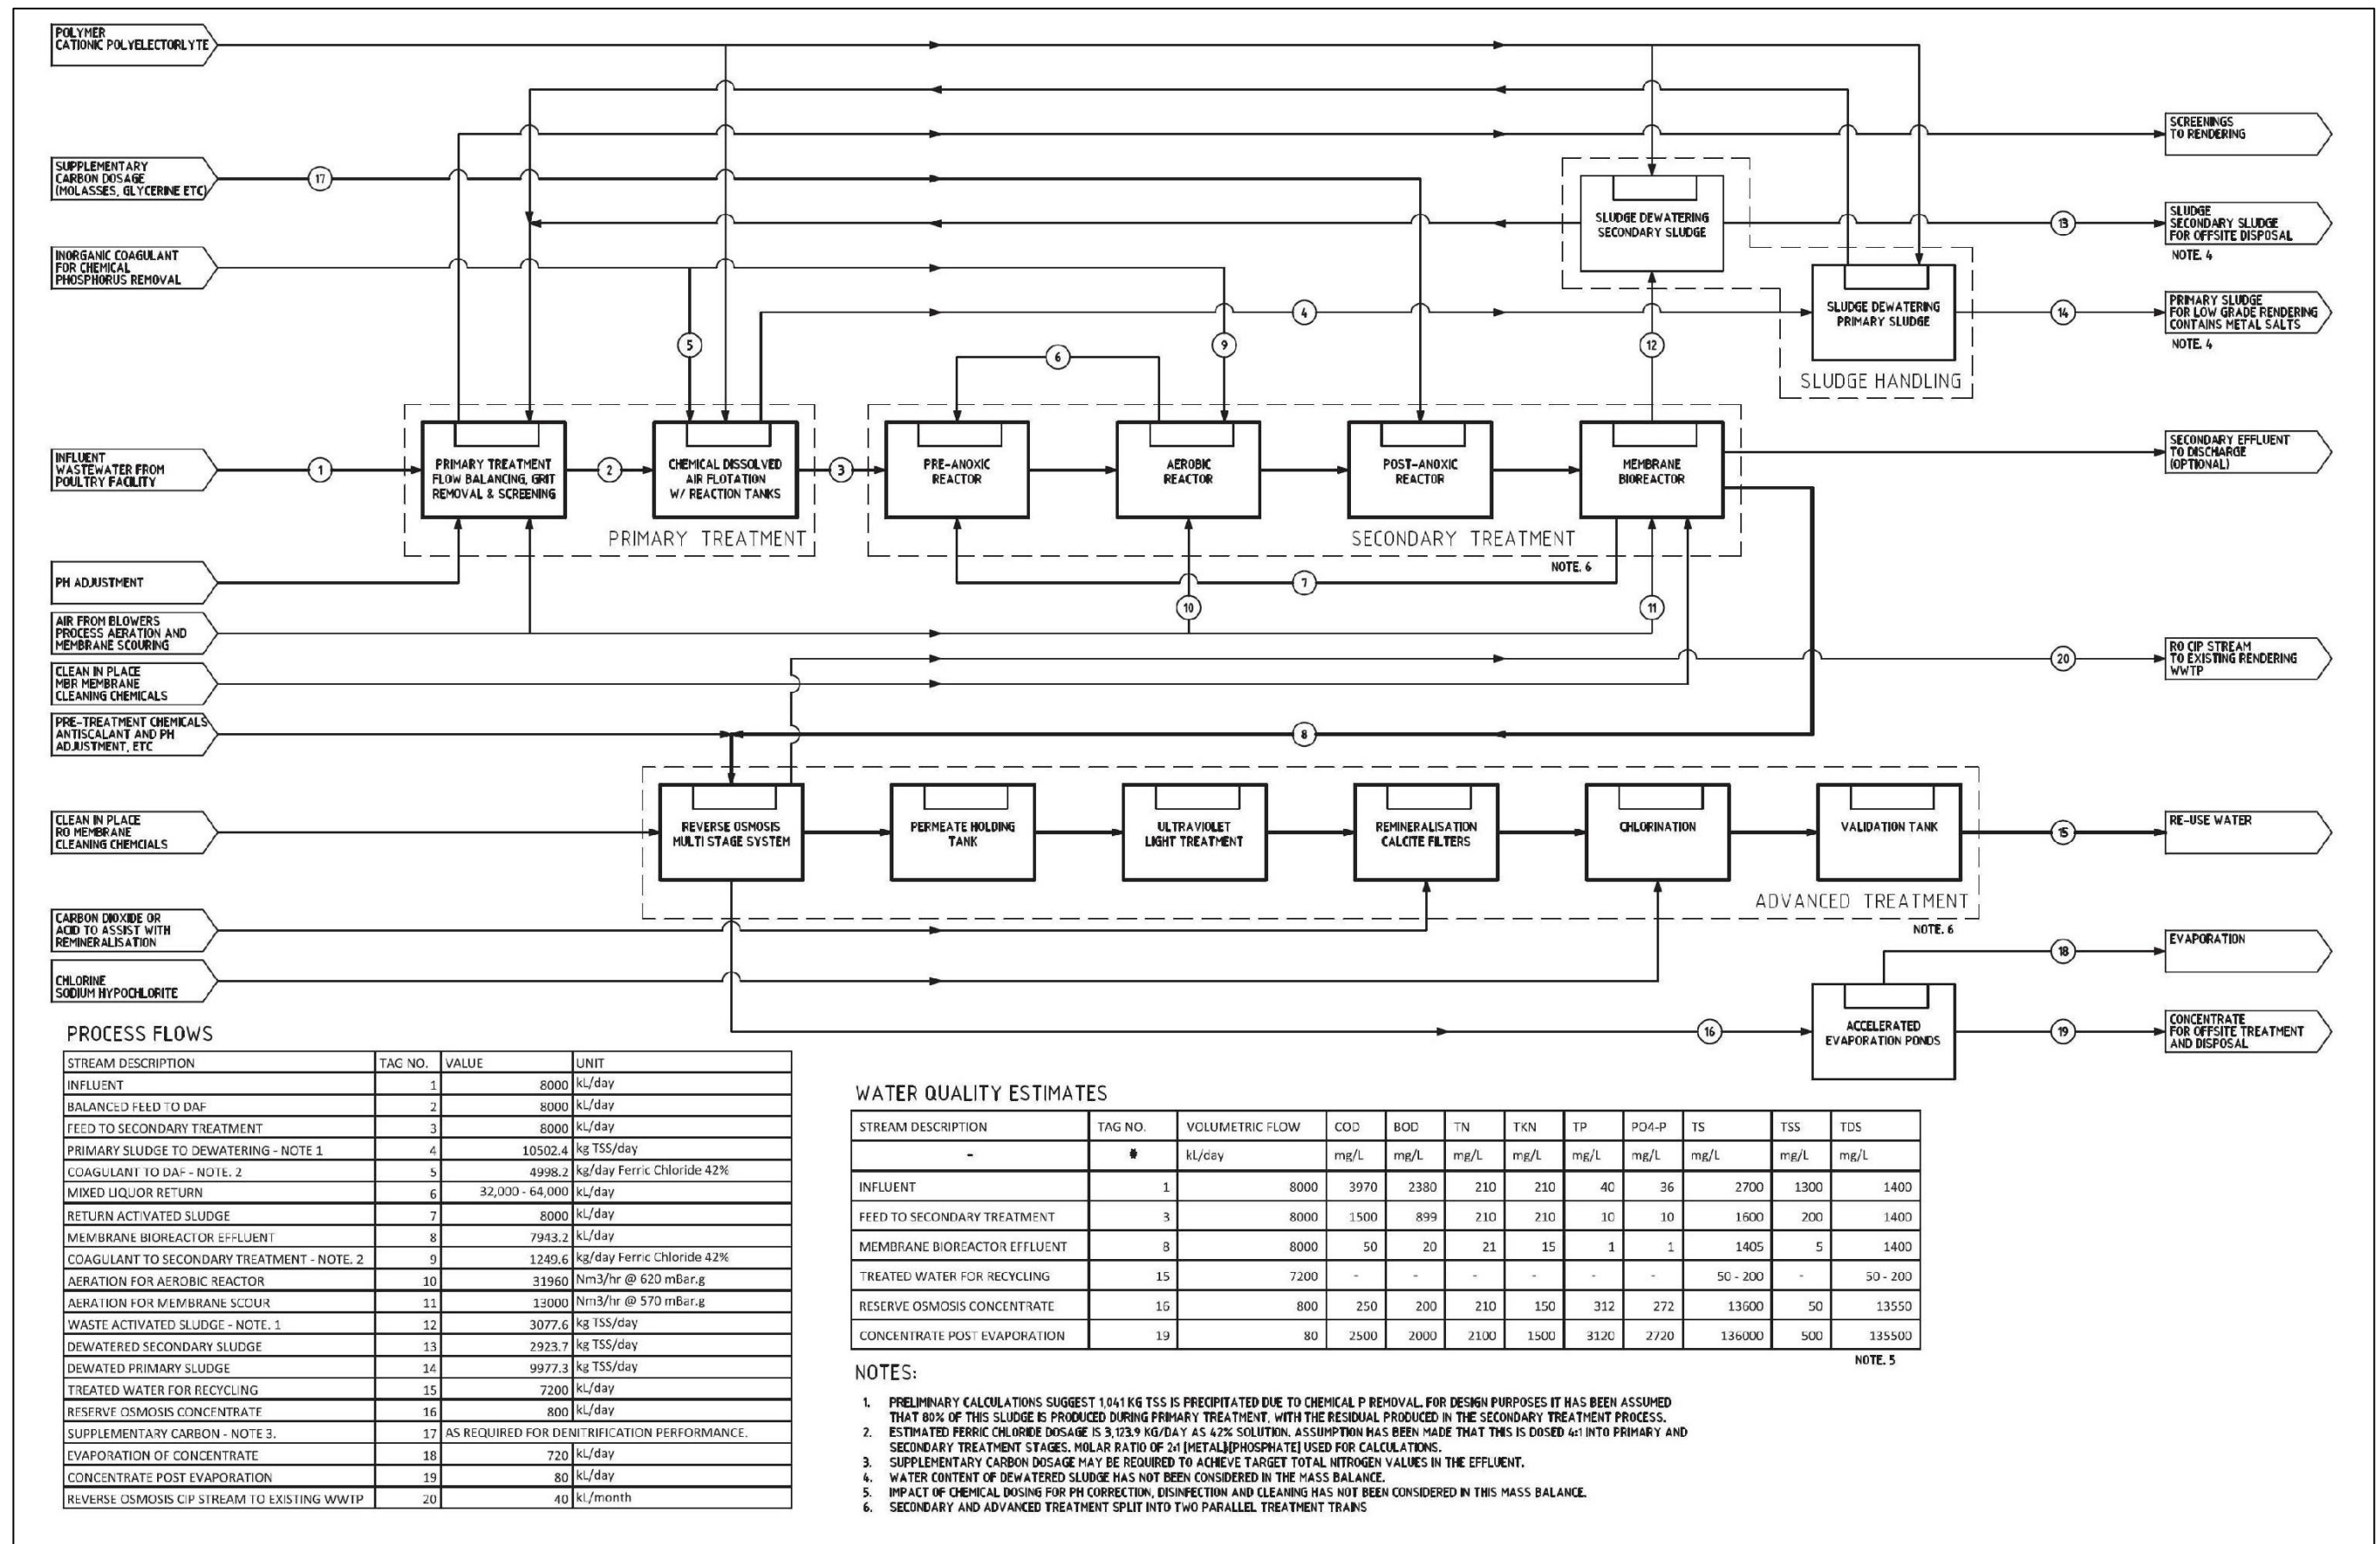 POLYMER
CATIONIC POLYELECTORLYTE
SUPPLEMENTARY
CARBON DOSAGE
(MOLASSES, GLYCERINE ETC)
INORGANIC COAGULANT
FOR CHEMICAL
PHOSPHORUS REMOVAL
INFLUENT
WASTEWATER FROM
POULTRY FACILITY
PH ADJUSTMENT
AIR FROM BLOWERS
PROCESS AERATION AND
MEMBRANE SCOURING
CLEAN IN PLACE
MBR MEMBRANE
CLEANING CHEMICALS
PRE-TREATMENT CHEMICALS
ANTISCALANT AND PH
ADJUSTMENT, ETC
CLEAN IN PLACE
RO MEMBRANE
CLEANING CHEMCIALS
CARBON DIOXIDE OR
ACID TO ASSIST WITH
REMINERALISATION
CHLORINE
SODIUM HYPOCHLORITE
17
5
4
6
9
12
1
2
3
7
10
11
8
13
14
20
15
16
18
19
SLUDGE DEWATERING
SECONDARY SLUDGE
SLUDGE DEWATERING
PRIMARY SLUDGE
SLUDGE HANDLING
PRIMARY TREATMENT
FLOW BALANCING, GRIT
REMOVAL & SCREENING
CHEMICAL DISSOLVED
AIR FLOTATION
W/ REACTION TANKS
PRIMARY TREATMENT
PRE-ANOXIC
REACTOR
AEROBIC
REACTOR
POST-ANOXIC
REACTOR
MEMBRANE
BIOREACTOR
SECONDARY TREATMENT
NOTE. 6
REVERSE OSMOSIS
MULTI STAGE SYSTEM
PERMEATE HOLDING
TANK
ULTRAVIOLET
LIGHT TREATMENT
REMINERALISATION
CALCITE FILTERS
CHLORINATION
VALIDATION TANK
ADVANCED TREATMENT
NOTE. 6
ACCELERATED
EVAPORATION PONDS
SCREENINGS
TO RENDERING
SLUDGE
SECONDARY SLUDGE
FOR OFFSITE DISPOSAL
NOTE. 4
PRIMARY SLUDGE
FOR LOW GRADE RENDERING
CONTAINS METAL SALTS
NOTE. 4
SECONDARY EFFLUENT
TO DISCHARGE
(OPTIONAL)
RO CIP STREAM
TO EXISTING RENDERING
WWTP
RE-USE WATER
EVAPORATION
CONCENTRATE
FOR OFFSITE TREATMENT
AND DISPOSAL
PROCESS FLOWS
STREAM DESCRIPTION TAG NO. VALUE UNIT
INFLUENT 1 8000 kL/day
BALANCED FEED TO DAF 2 8000 kL/day
FEED TO SECONDARY TREATMENT 3 8000 kL/day
PRIMARY SLUDGE TO DEWATERING - NOTE 1 4 10502.4 kg TSS/day
COAGULANT TO DAF - NOTE. 2 5 4998.2 kg/day Ferric Chloride 42%
MIXED LIQUOR RETURN 6 32,000 - 64,000 kL/day
RETURN ACTIVATED SLUDGE 7 8000 kL/day
MEMBRANE BIOREACTOR EFFLUENT 8 7943.2 kL/day
COAGULANT TO SECONDARY TREATMENT - NOTE. 2 9 1249.6 kg/day Ferric Chloride 42%
AERATION FOR AEROBIC REACTOR 10 31960 Nm3/hr @ 620 mBar.g
AERATION FOR MEMBRANE SCOUR 11 13000 Nm3/hr @ 570 mBar.g
WASTE ACTIVATED SLUDGE - NOTE. 1 12 3077.6 kg TSS/day
DEWATERED SECONDARY SLUDGE 13 2923.7 kg TSS/day
DEWATED PRIMARY SLUDGE 14 9977.3 kg TSS/day
TREATED WATER FOR RECYCLING 15 7200 kL/day
RESERVE OSMOSIS CONCENTRATE 16 800 kL/day
SUPPLEMENTARY CARBON - NOTE 3. 17 AS REQUIRED FOR DENITRIFICATION PERFORMANCE.
EVAPORATION OF CONCENTRATE 18 720 kL/day
CONCENTRATE POST EVAPORATION 19 80 kL/day
REVERSE OSMOSIS CIP STREAM TO EXISTING WWTP 20 40 kL/month
WATER QUALITY ESTIMATES
STREAM DESCRIPTION TAG NO. VOLUMETRIC FLOW COD BOD TN TKN TP PO4-P TS TSS TDS
- # kL/day mg/L mg/L mg/L mg/L mg/L mg/L mg/L mg/L mg/L
INFLUENT 1 8000 3970 2380 210 210 40 36 2700 1300 1400
FEED TO SECONDARY TREATMENT 3 8000 1500 899 210 210 10 10 1600 200 1400
MEMBRANE BIOREACTOR EFFLUENT 8 8000 50 20 21 15 1 1 1405 5 1400
TREATED WATER FOR RECYCLING 15 7200 - - - - - - 50 - 200 - 50 - 200
RESERVE OSMOSIS CONCENTRATE 16 800 250 200 210 150 312 272 13600 50 13550
CONCENTRATE POST EVAPORATION 19 80 2500 2000 2100 1500 3120 2720 136000 500 135500
NOTE. 5
NOTES:
1. PRELIMINARY CALCULATIONS SUGGEST 1,041 KG TSS IS PRECIPITATED DUE TO CHEMICAL P REMOVAL. FOR DESIGN PURPOSES IT HAS BEEN ASSUMED
THAT 80% OF THIS SLUDGE IS PRODUCED DURING PRIMARY TREATMENT, WITH THE RESIDUAL PRODUCED IN THE SECONDARY TREATMENT PROCESS.
2. ESTIMATED FERRIC CHLORIDE DOSAGE IS 3,123.9 KG/DAY AS 42% SOLUTION. ASSUMPTION HAS BEEN MADE THAT THIS IS DOSED 4:1 INTO PRIMARY AND
SECONDARY TREATMENT STAGES. MOLAR RATIO OF 2:1 [METAL]:[PHOSPHATE] USED FOR CALCULATIONS.
3. SUPPLEMENTARY CARBON DOSAGE MAY BE REQUIRED TO ACHIEVE TARGET TOTAL NITROGEN VALUES IN THE EFFLUENT.
4. WATER CONTENT OF DEWATERED SLUDGE HAS NOT BEEN CONSIDERED IN THE MASS BALANCE.
5. IMPACT OF CHEMICAL DOSING FOR PH CORRECTION, DISINFECTION AND CLEANING HAS NOT BEEN CONSIDERED IN THIS MASS BALANCE.
6. SECONDARY AND ADVANCED TREATMENT SPLIT INTO TWO PARALLEL TREATMENT TRAINS